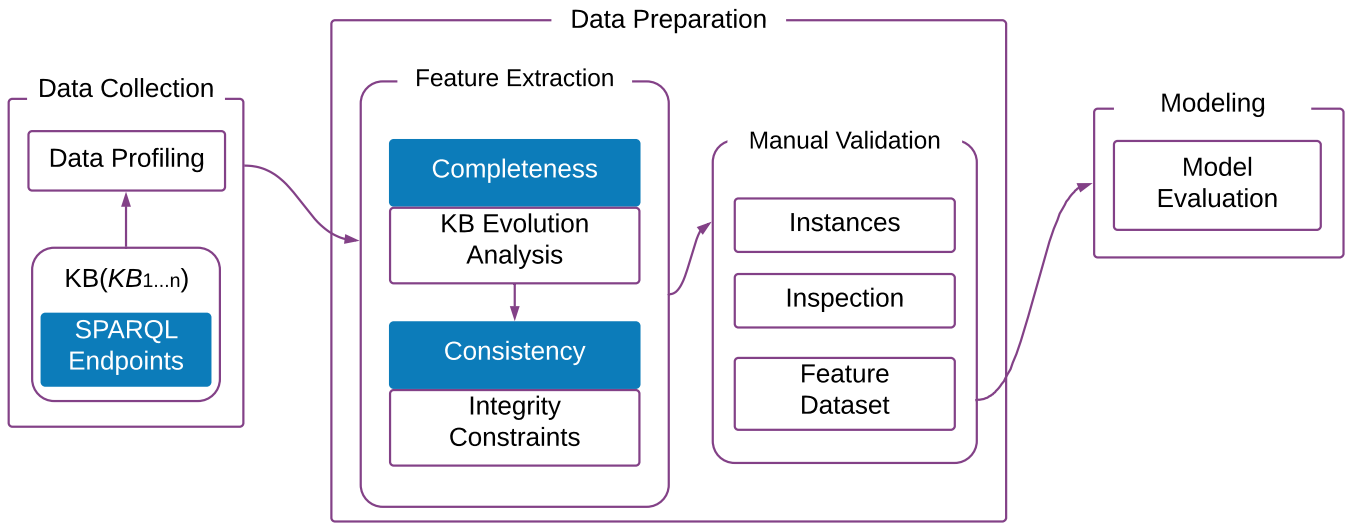 Data Collection
Data Profiling
KB(KB1...n)
SPARQL
Endpoints
Data Preparation
Feature Extraction
Completeness
KB Evolution
Analysis
Consistency
Integrity
Constraints
Manual Validation
Instances
Inspection
Feature
Dataset
Modeling
Model
Evaluation